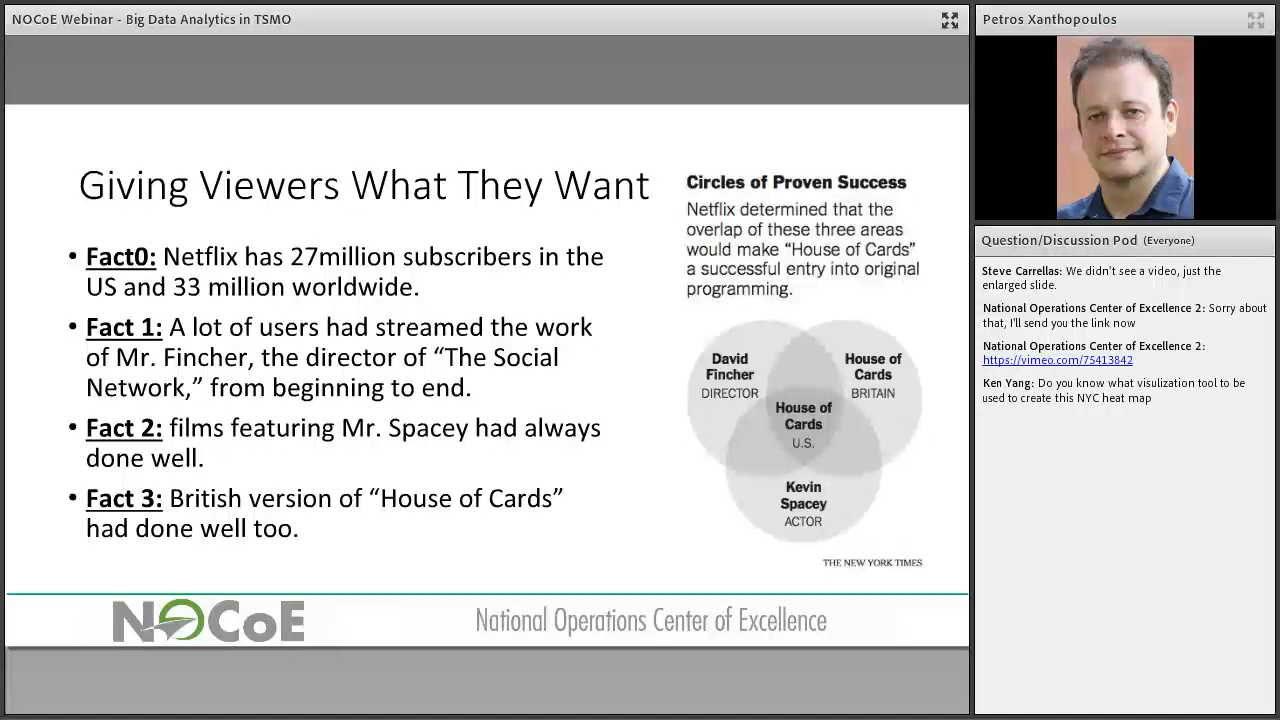 NOCoE Webinar - Big Data Analytics in TSMO
Giving Viewers What They Want
• Fact0: Netflix has 27million subscribers in the
US and 33 million worldwide.
• Fact 1: A lot of users had streamed the work
of Mr. Fincher, the director of “The Social
Network,” from beginning to end.
• Fact 2: films featuring Mr. Spacey had always
done well.
• Fact 3: British version of “House of Cards”
had done well too.
Circles of Proven Success
Netflix determined that the
overlap of these three areas
would make “House of Cards”
a successful entry into original
programming.
David
Fincher
DIRECTOR
House of
Cards
BRITAIN
House of
Cards
U.S.
Kevin
Spacey
ACTOR
THE NEW YORK TIMES
NOCoE
National Operations Center of Excellence
Petros Xanthopoulos
Question/Discussion Pod (Everyone)
Steve Carrellas: We didn't see a video, just the
enlarged slide.
National Operations Center of Excellence 2: Sorry about
that, I'll send you the link now
National Operations Center of Excellence 2:
https://vimeo.com/75413842
Ken Yang: Do you know what visulization tool to be
used to create this NYC heat map